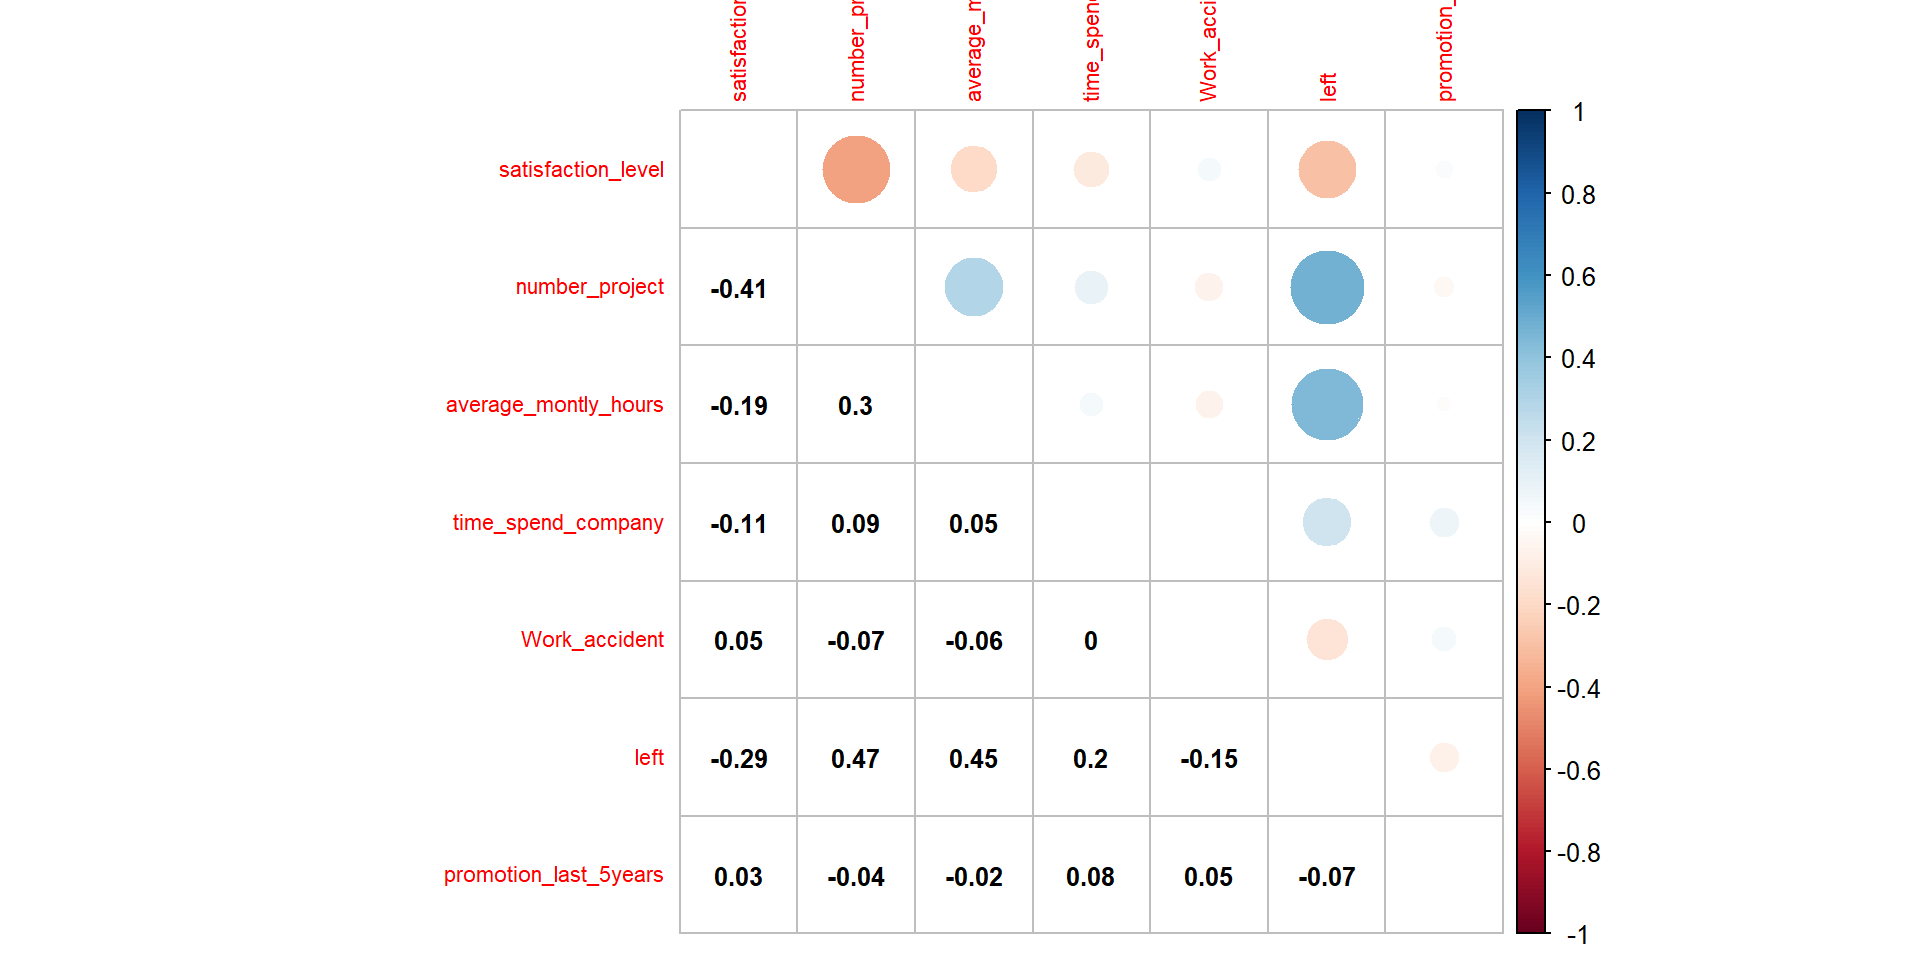 satisfaction number_pr average_m time_spen Work_acci left promotion_
1
satisfaction_level
0.8
0.6
number_project -0.41
0.4
average_montly_hours -0.19 0.3
0.2
time_spend_company -0.11 0.09 0.05 0
-0.2
Work_accident 0.05 -0.07 -0.06 0
-0.4
left -0.29 0.47 0.45 0.2 -0.15
-0.6
-0.8
promotion_last_5years 0.03 -0.04 -0.02 0.08 0.05 -0.07
-1